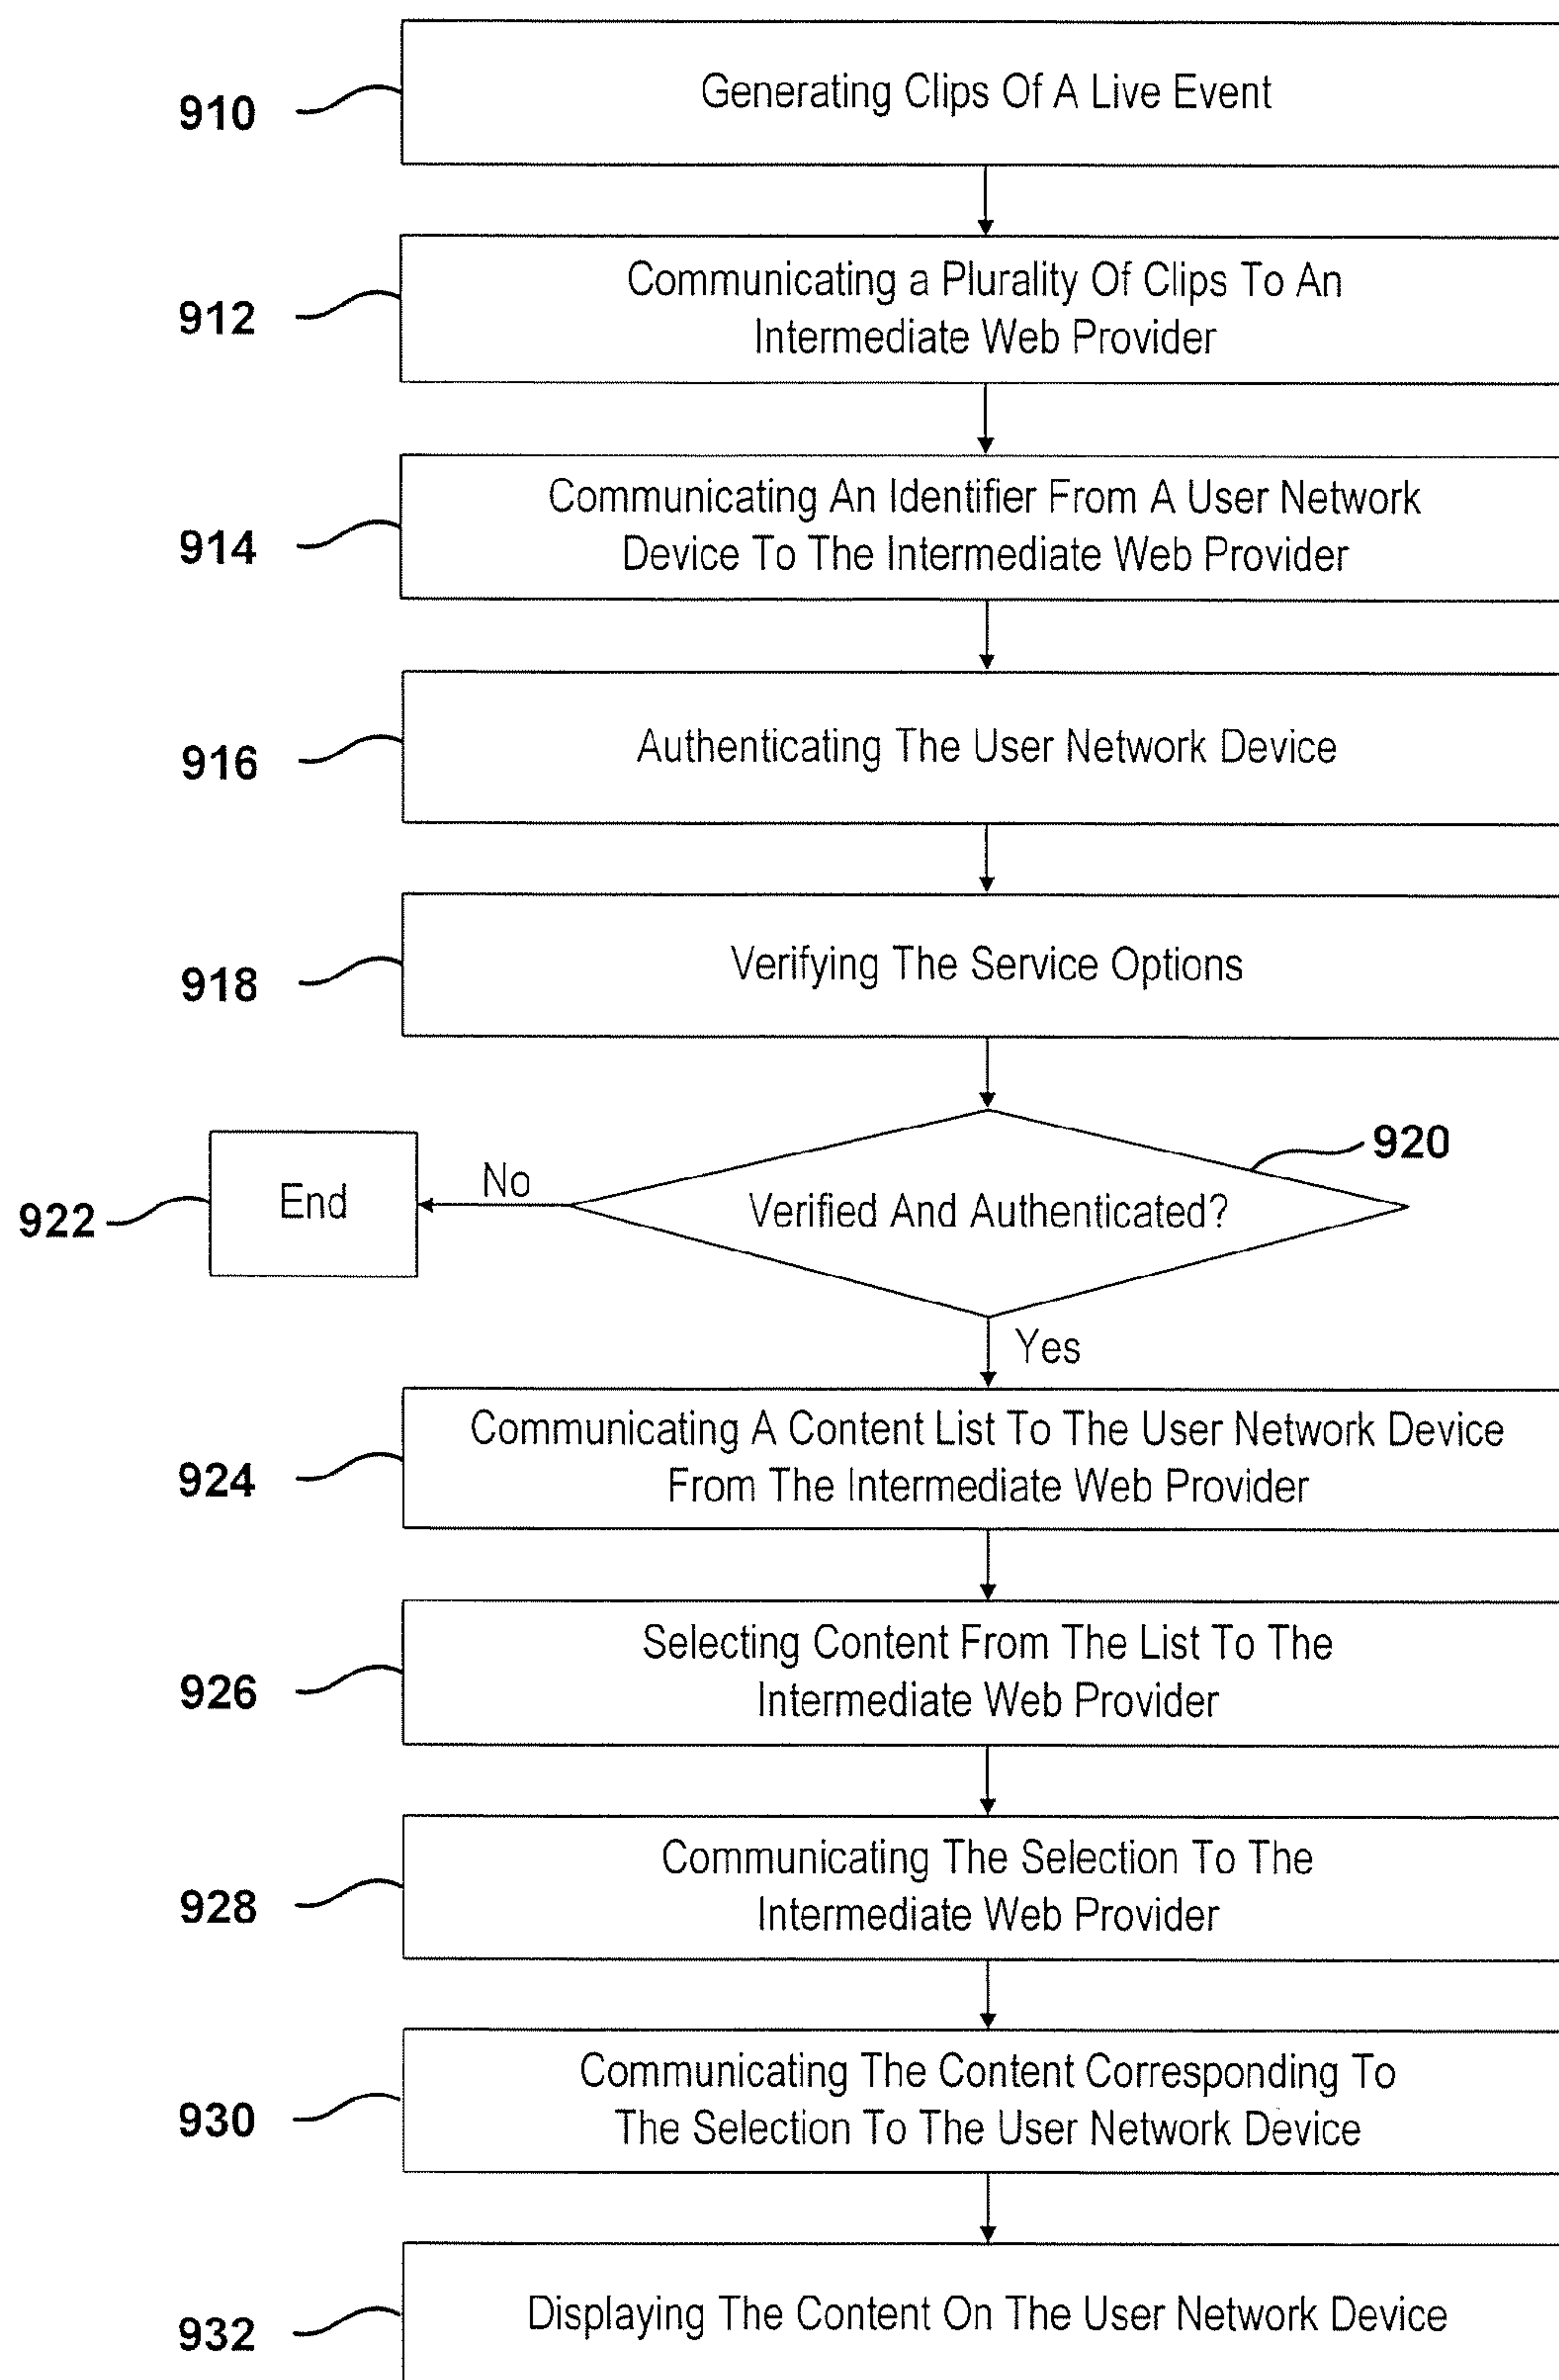 910
Generating Clips Of A Live Event
912
Communicating a Plurality Of Clips To An
Intermediate Web Provider
914
Communicating An Identifier From A User Network
Device To The Intermediate Web Provider
916
Authenticating The User Network Device
918
Verifying The Service Options
920
Verified And Authenticated?
No
End
922
Yes
924
Communicating A Content List To The User Network Device
From The Intermediate Web Provider
926
Selecting Content From The List To The
Intermediate Web Provider
928
Communicating The Selection To The
Intermediate Web Provider
930
Communicating The Content Corresponding To
The Selection To The User Network Device
932
Displaying The Content On The User Network Device